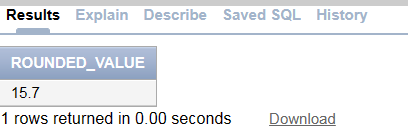 Results Explain Describe Saved SQL History
ROUNDED_VALUE
15.7
1 rows returned in 0.00 seconds Download